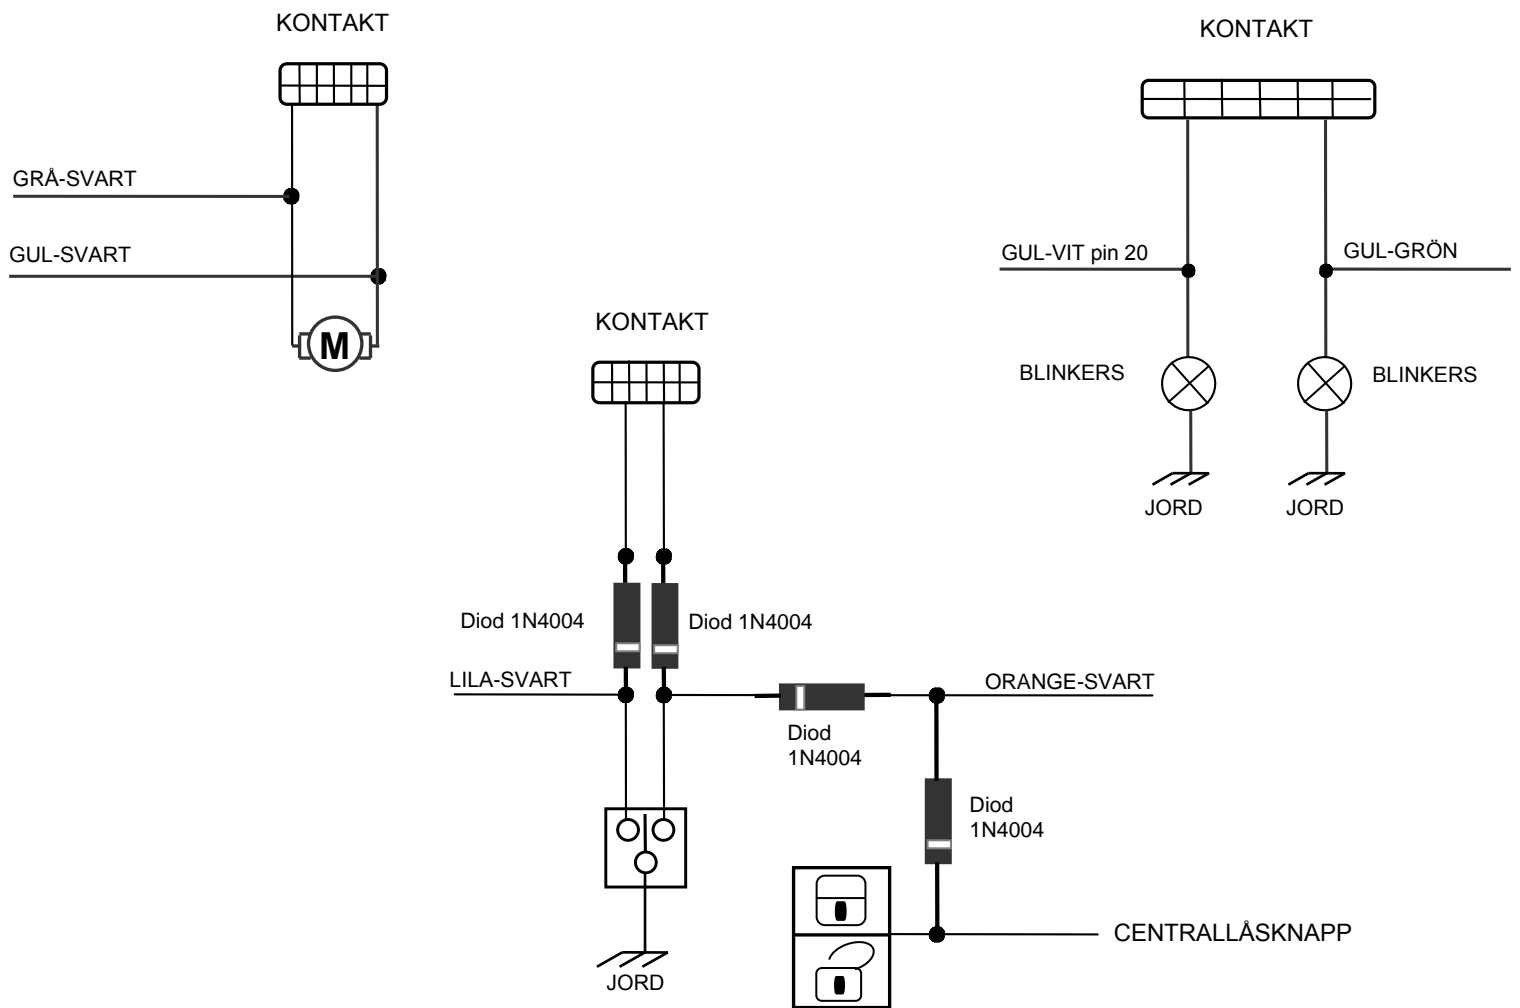 KONTAKT
KONTAKT
GRÅ-SVART
GUL-SVART
M
GUL-VIT pin 20
GUL-GRÖN
KONTAKT
BLINKERS
BLINKERS
JORD
JORD
Diod 1N4004
Diod 1N4004
LILA-SVART
ORANGE-SVART
Diod
1N4004
Diod
1N4004
CENTRALLÅSKNAPP
JORD